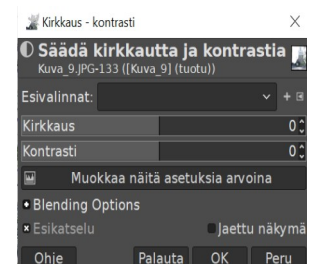 Kirkkaus - kontrasti
Säädä kirkkautta ja kontrastia
Kuva_9.JPG-133 ([Kuva_9] (tuotu))
Esivalinnat:
Kirkkaus 0
Kontrasti 0
Muokkaa näitä asetuksia arvoina
Blending Options
Esikatselu Jaettu näkymä
Ohje Palauta OK Peru